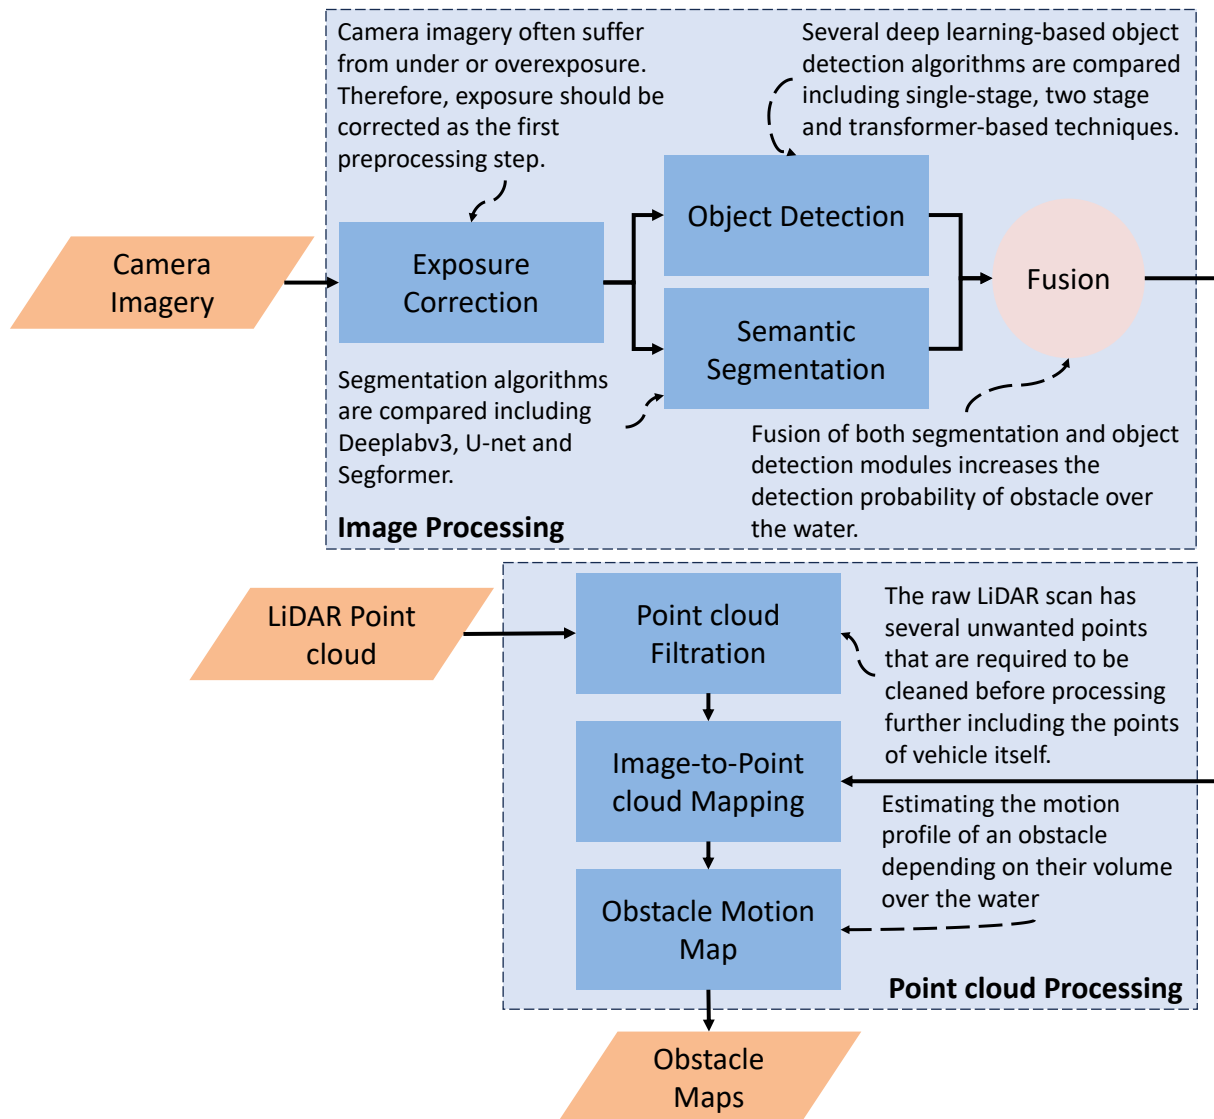 Camera imagery often suffer
from under or overexposure.
Therefore, exposure should be
corrected as the first
preprocessing step.
Several deep learning-based object
detection algorithms are compared
including single-stage, two stage
and transformer-based techniques.
Camera
Imagery
Exposure
Correction
Object Detection
Semantic
Segmentation
Fusion
Segmentation algorithms
are compared including
Deeplabv3, U-net and
Segformer.
Fusion of both segmentation and object
detection modules increases the
detection probability of obstacle over
the water.
Image Processing
LiDAR Point
cloud
Point cloud
Filtration
The raw LiDAR scan has
several unwanted points
that are required to be
cleaned before processing
further including the points
of vehicle itself.
Image-to-Point
cloud Mapping
Estimating the motion
profile of an obstacle
depending on their volume
over the water
Obstacle Motion
Map
Point cloud Processing
Obstacle
Maps